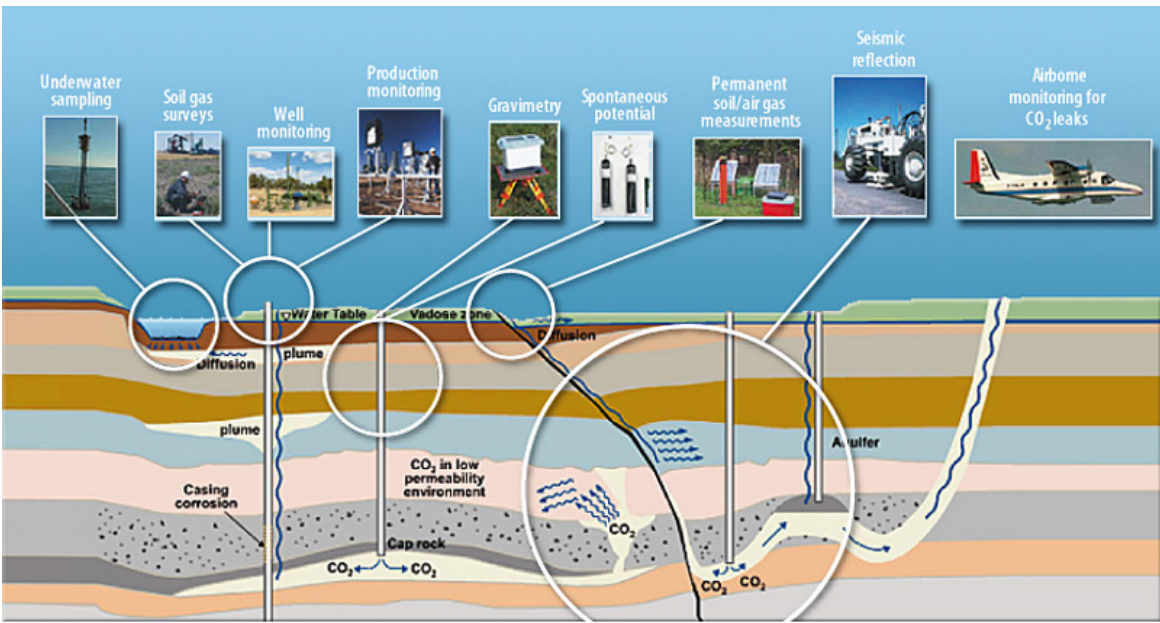 Underwater
sampling
Soil gas
surveys
Well
monitoring
Production
monitoring
Gravimetry
Spontaneous
potential
Permanent
soil/air gas
measurements
Seismic
reflection
Airborne
monitoring for
CO₂ leaks
Water Table
Vadose zone
Diffusion
Diffusion
plume
plume
Aquifer
CO₂ in low
permeability
environment
Casing
corrosion
CO₂
Cap rock
CO₂
CO₂
CO₂
CO₂